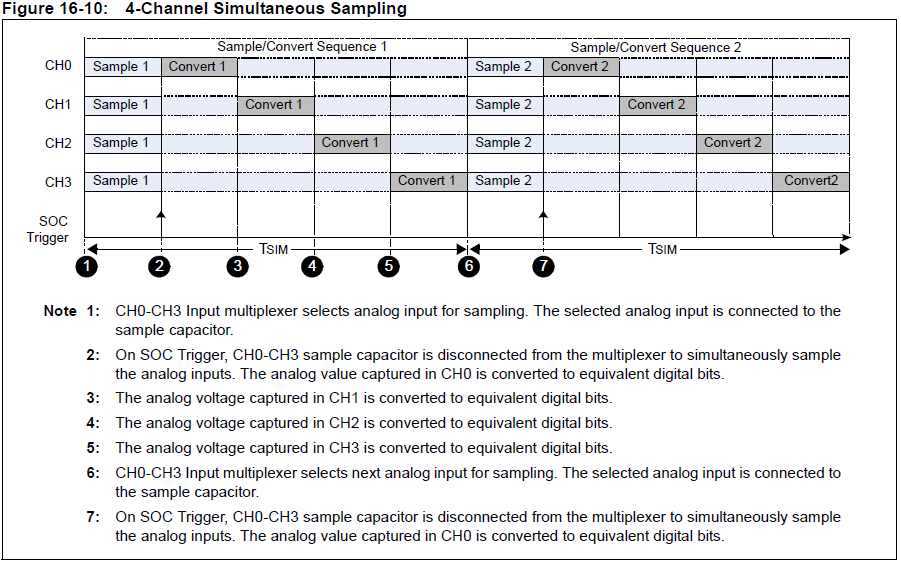 Figure 16-10: 4-Channel Simultaneous Sampling
Sample/Convert Sequence 1 Sample/Convert Sequence 2
CH0 Sample 1 Convert 1 Sample 2 Convert 2
CH1 Sample 1 Convert 1 Sample 2 Convert 2
CH2 Sample 1 Convert 1 Sample 2 Convert 2
CH3 Sample 1 Convert 1 Sample 2 Convert2
SOC
Trigger
TSIM TSIM
1 2 3 4 5 6 7
Note 1: CH0-CH3 Input multiplexer selects analog input for sampling. The selected analog input is connected to the
sample capacitor.
2: On SOC Trigger, CH0-CH3 sample capacitor is disconnected from the multiplexer to simultaneously sample
the analog inputs. The analog value captured in CH0 is converted to equivalent digital bits.
3: The analog voltage captured in CH1 is converted to equivalent digital bits.
4: The analog voltage captured in CH2 is converted to equivalent digital bits.
5: The analog voltage captured in CH3 is converted to equivalent digital bits.
6: CH0-CH3 Input multiplexer selects next analog input for sampling. The selected analog input is connected to
the sample capacitor.
7: On SOC Trigger, CH0-CH3 sample capacitor is disconnected from the multiplexer to simultaneously sample
the analog inputs. The analog value captured in CH0 is converted to equivalent digital bits.